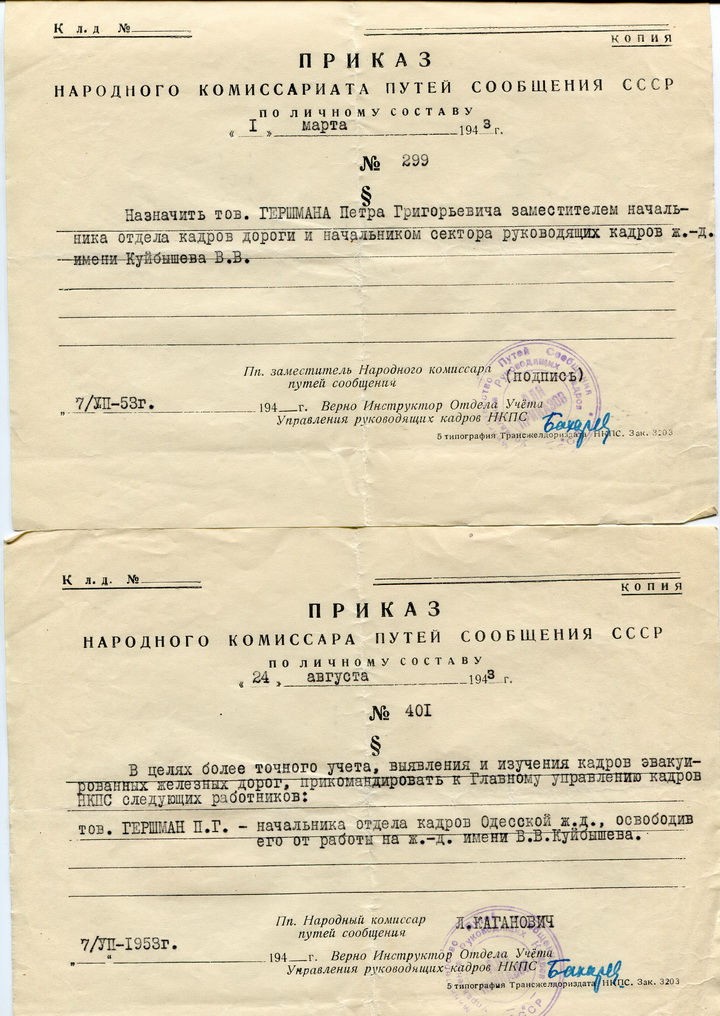 К л. д №
КОПИЯ
ПРИКАЗ
НАРОДНОГО КОМИССАРИАТА ПУТЕЙ СООБЩЕНИЯ СССР
ПО ЛИЧНОМУ СОСТАВУ
„ I „ марта 1943 г.
№ 299
§
Назначить тов. ГЕРШМАНА Петра Григорьевича заместителем началь-
ника отдела кадров дороги и начальником сектора руководящих кадров ж.-д.
имени Куйбышева В.В.
Пп. заместитель Народного комиссара (подпись)
путей сообщения
„7/УП-53г. 194 г. Верно Инструктор Отдела Учёта
Управления руководящих кадров НКПС
5 типография Трансжелдориздата НКПС. Зак. 3203
К л. д. №
КОПИЯ
ПРИКАЗ
НАРОДНОГО КОМИССАРА ПУТЕЙ СООБЩЕНИЯ СССР
ПО ЛИЧНОМУ СОСТАВУ
„ 24 „ августа 1943 г.
№ 40I
§
В целях более точного учета, выявления и изучения кадров эвакуи-
рованных железных дорог, прикомандировать к Главному управлению кадров
НКПС следующих работников:
тов. ГЕРШМАН П.Г. - начальника отдела кадров Одесской ж.д., освободив
его от работы на ж.-д. имени В.В.Куйбышева.
Пп. Народный комиссар Л.КАГАНОВИЧ
путей сообщения
7/УП-1953г.
„ “ 194 г. Верно Инструктор Отдела Учёта
Управления руководящих кадров НКПС
5 типография Трансжелдориздата НКПС. Зак. 3203